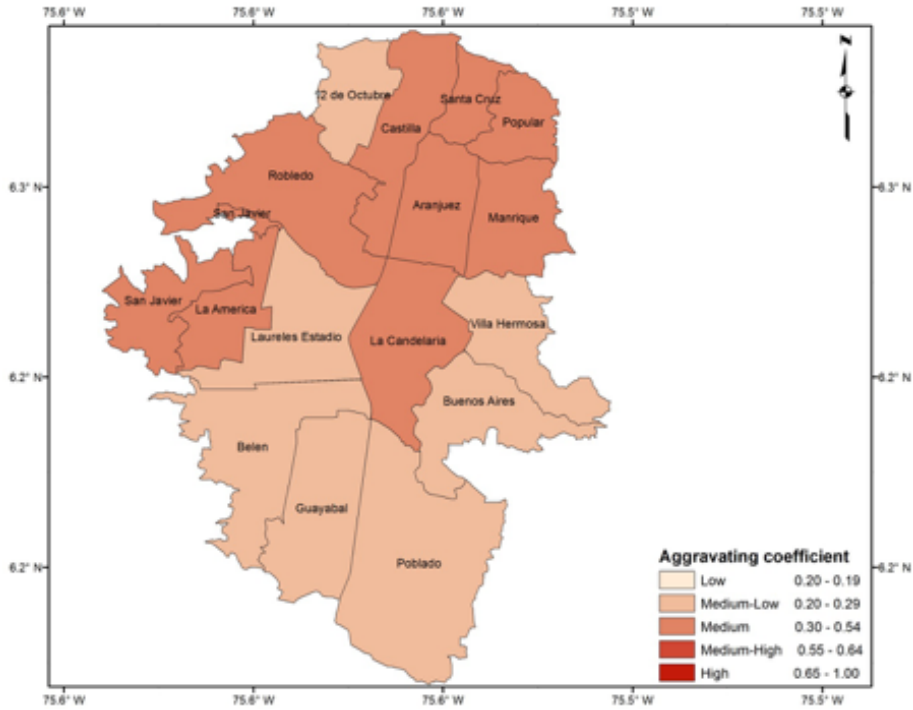 75.6° W 75.6° W 75.6° W 75.5° W 75.5° W
z
12 de Octubre
Santa Cruz
Castilla
Popular
Robledo
6.3° N 6.3° N
Aranjuez
San Javier
Manrique
San Javier
La America
Villa Hermosa
Laureles Estadio
La Candelaria
6.2° N 6.2° N
Buenos Aires
Belen
Guayabal
Aggravating coefficient
Poblado
6.2° N 6.2° N
Low 0.20 - 0.19
Medium-Low 0.20 - 0.29
Medium 0.30 - 0.54
Medium-High 0.55 - 0.64
High 0.65 - 1.00
75.6° W 75.6° W 75.6° W 75.5° W 75.5° W